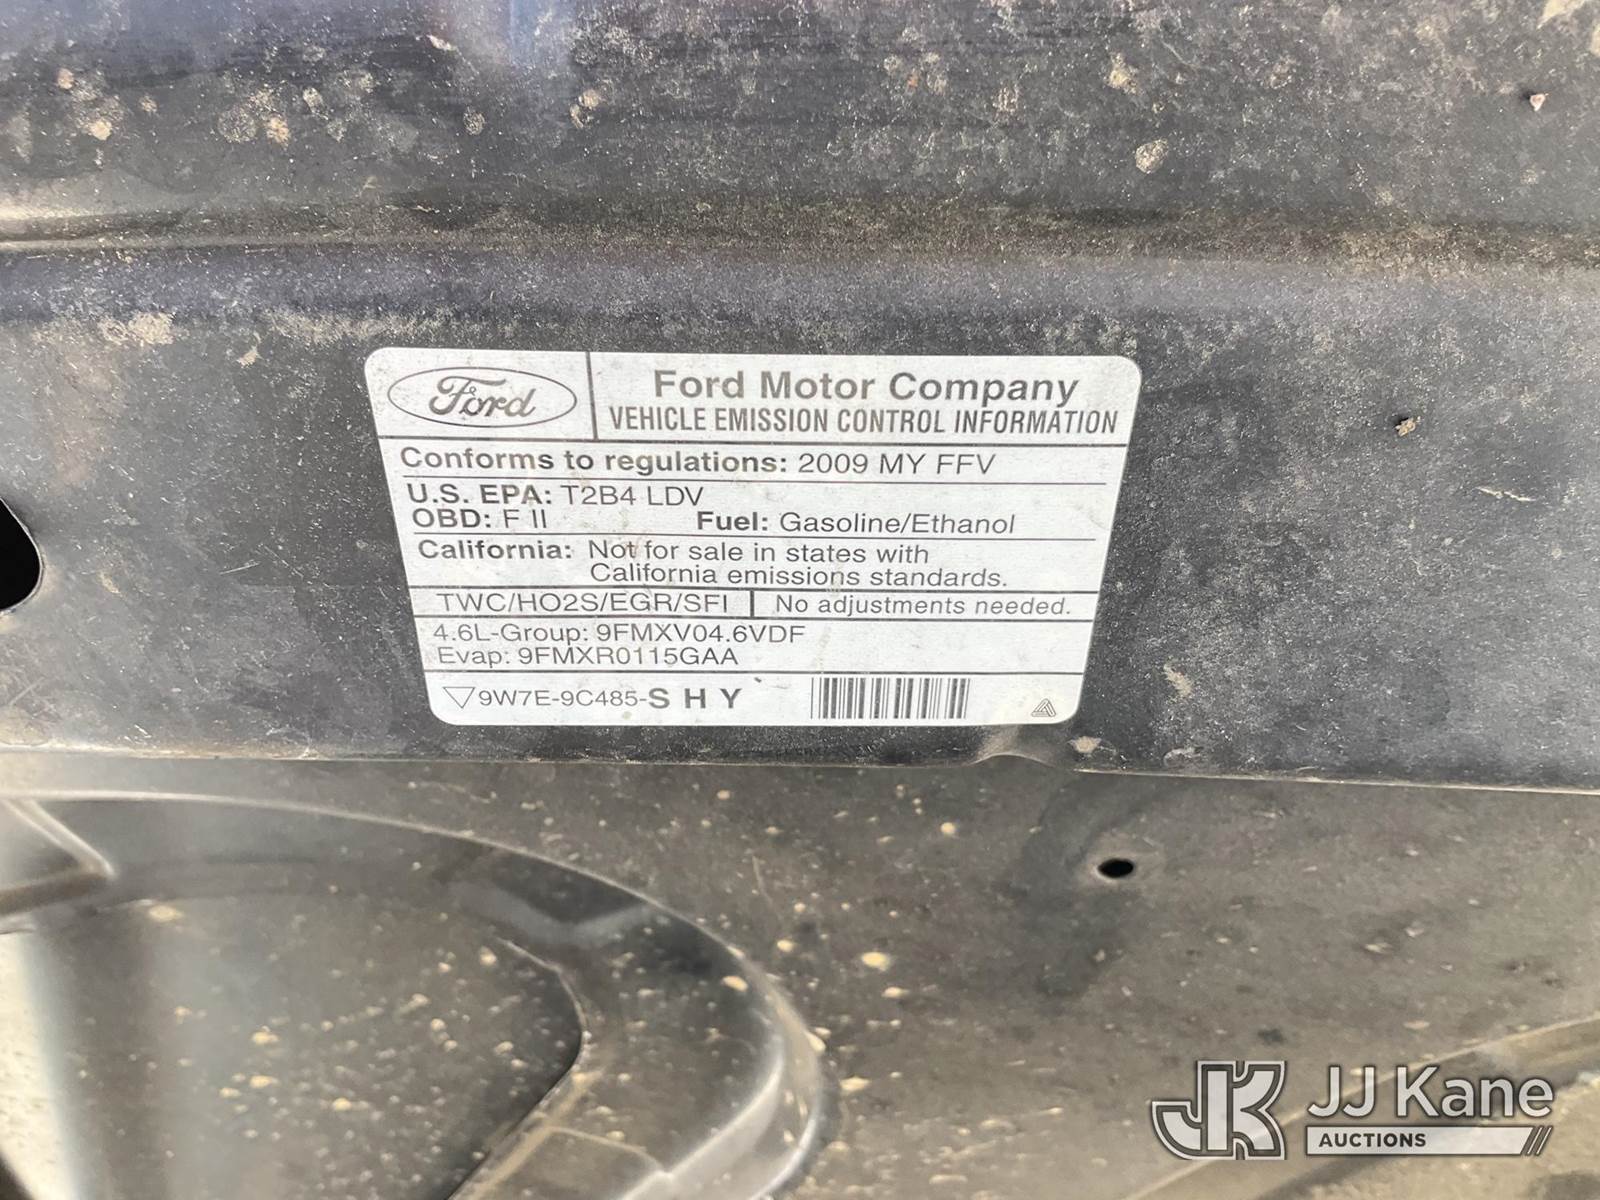 Ford
Ford Motor Company
VEHICLE EMISSION CONTROL INFORMATION
Conforms to regulations: 2009 MY FFV
U.S. EPA: T2B4 LDV
OBD: F II Fuel: Gasoline/Ethanol
California: Not for sale in states with
California emissions standards.
TWC/HO2S/EGR/SFI No adjustments needed.
4.6L-Group: 9FMXV04.6VDF
Evap: 9FMXR0115GAA
9W7E-9C485-S H Y
JK JJ Kane
AUCTIONS